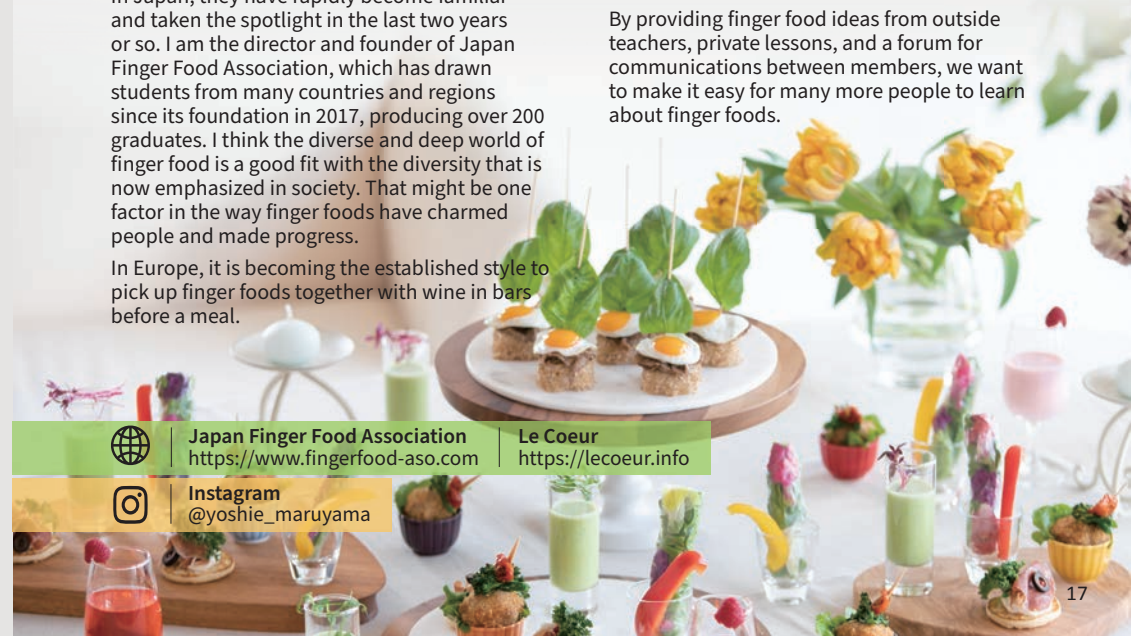 In Japan, they have rapidly become familiar
and taken the spotlight in the last two years
or so. I am the director and founder of Japan
Finger Food Association, which has drawn
students from many countries and regions
since its foundation in 2017, producing over 200
graduates. I think the diverse and deep world of
finger food is a good fit with the diversity that is
now emphasized in society. That might be one
factor in the way finger foods have charmed
people and made progress.
In Europe, it is becoming the established style to
pick up finger foods together with wine in bars
before a meal.
By providing finger food ideas from outside
teachers, private lessons, and a forum for
communications between members, we want
to make it easy for many more people to learn
about finger foods.
Japan Finger Food Association
https://www.fingerfood-aso.com
Le Coeur
https://lecoeur.info
Instagram
@yoshie_maruyama
17